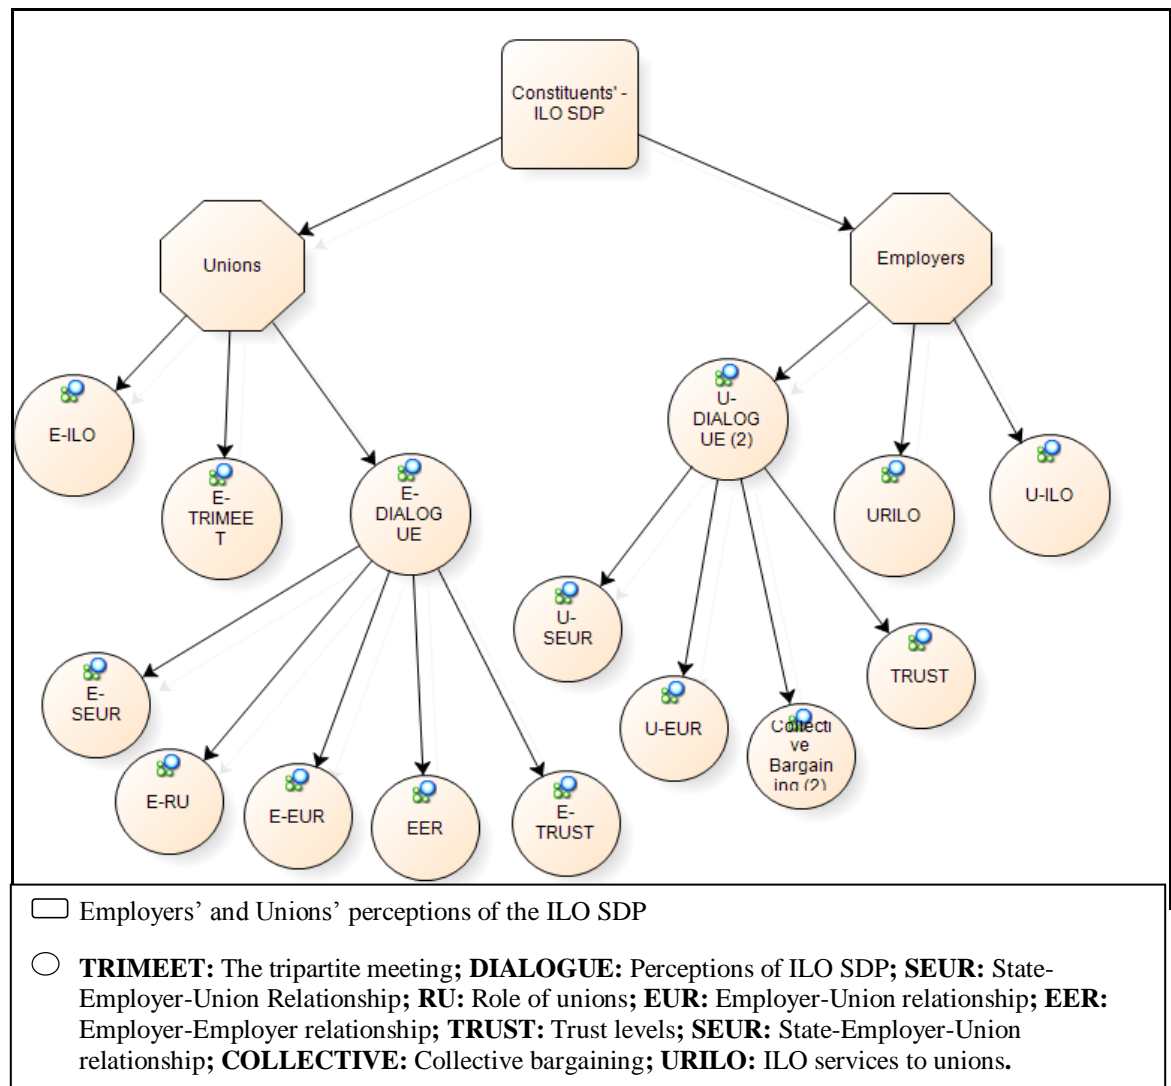 Constituents' -
ILO SDP
Unions
Employers
E-ILO
E-
TRIMEE
T
E-
DIALOG
UE
U-
DIALOG
UE (2)
URILO
U-ILO
E-
SEUR
E-RU
E-EUR
EER
E-
TRUST
U-
SEUR
U-EUR
Collecti
ve
Bargain
ing (2)
TRUST
Employers’ and Unions’ perceptions of the ILO SDP
TRIMEET: The tripartite meeting; DIALOGUE: Perceptions of ILO SDP; SEUR: State-
Employer-Union Relationship; RU: Role of unions; EUR: Employer-Union relationship; EER:
Employer-Employer relationship; TRUST: Trust levels; SEUR: State-Employer-Union
relationship; COLLECTIVE: Collective bargaining; URILO: ILO services to unions.